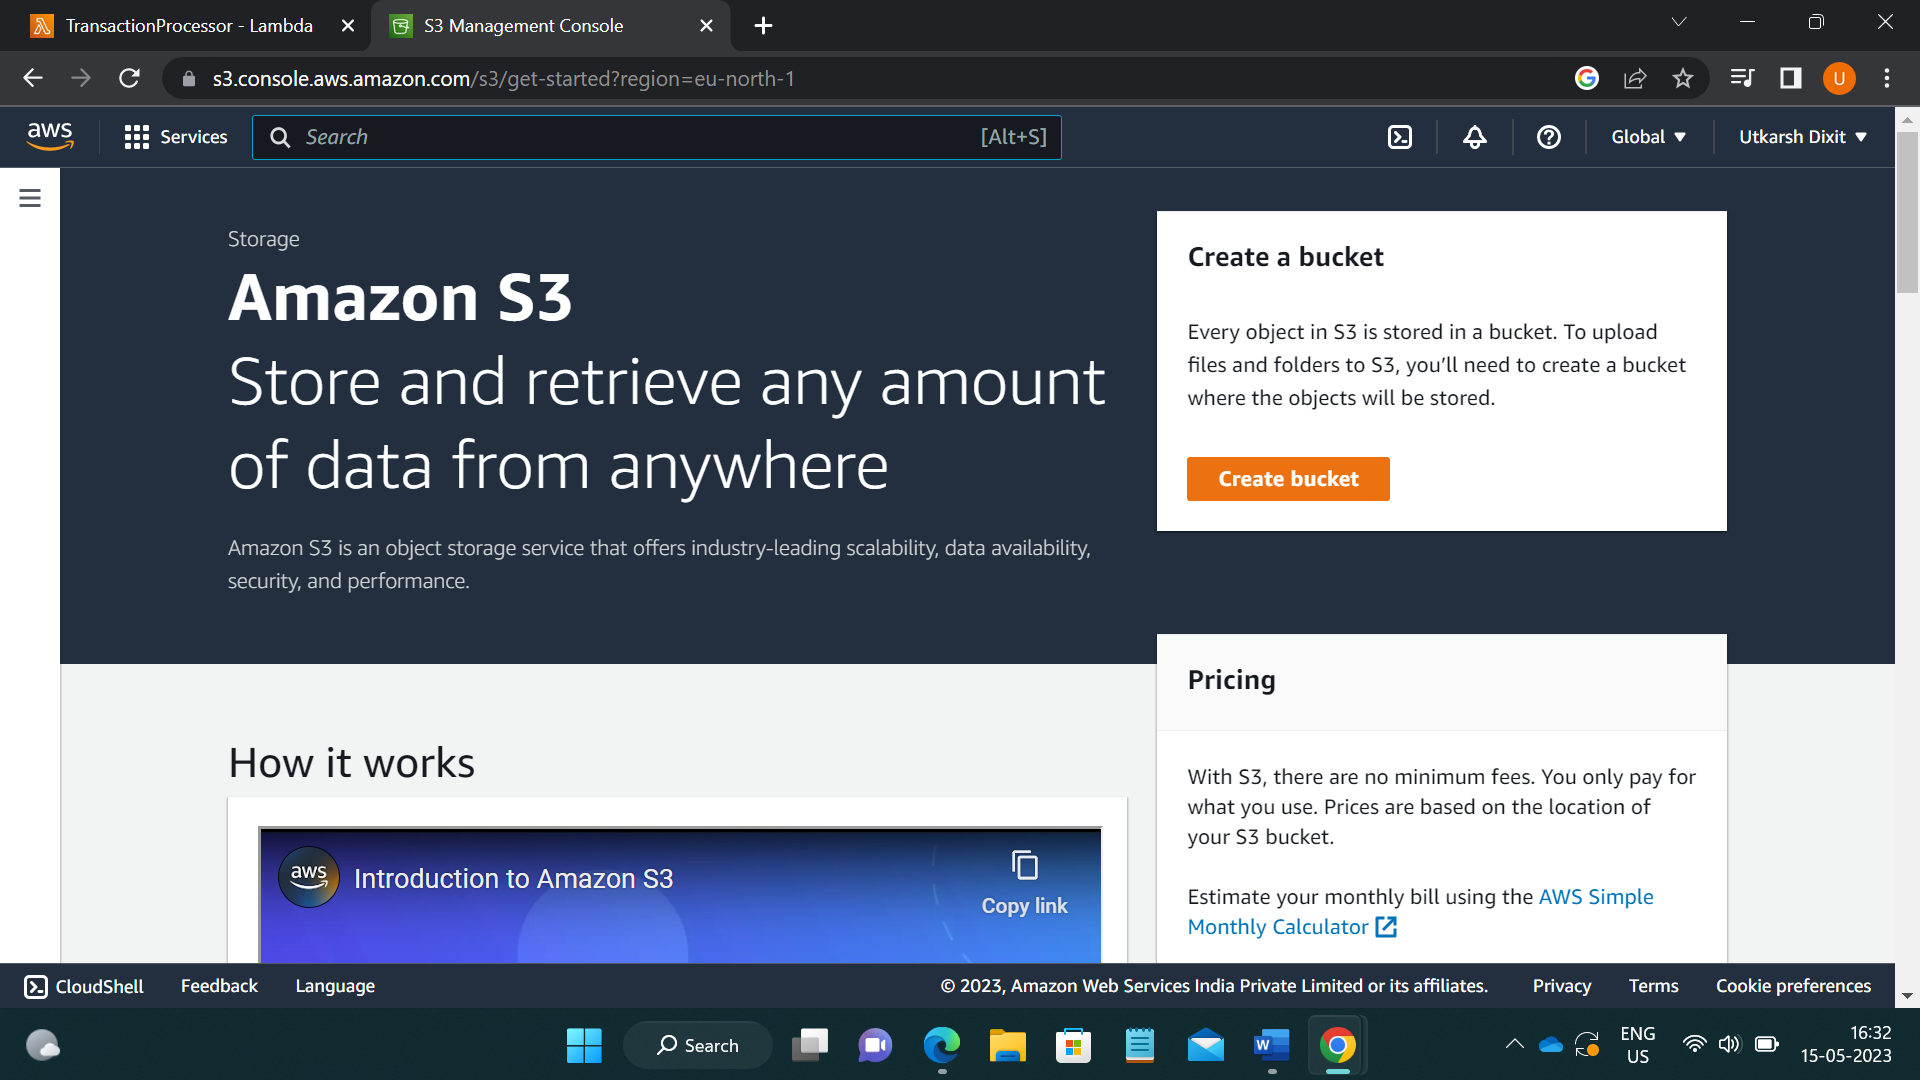 TransactionProcessor - Lambda
S3 Management Console
s3.console.aws.amazon.com/s3/get-started?region=eu-north-1
U
aws
Services
Search
[Alt+S]
Global
Utkarsh Dixit
Storage
Amazon S3
Store and retrieve any amount
of data from anywhere
Amazon S3 is an object storage service that offers industry-leading scalability, data availability,
security, and performance.
Create a bucket
Every object in S3 is stored in a bucket. To upload
files and folders to S3, you’ll need to create a bucket
where the objects will be stored.
Create bucket
Pricing
With S3, there are no minimum fees. You only pay for
what you use. Prices are based on the location of
your S3 bucket.
Estimate your monthly bill using the AWS Simple
Monthly Calculator
How it works
aws
Introduction to Amazon S3
Copy link
CloudShell
Feedback
Language
© 2023, Amazon Web Services India Private Limited or its affiliates.
Privacy
Terms
Cookie preferences
Search
W
ENG
US
16:32
15-05-2023